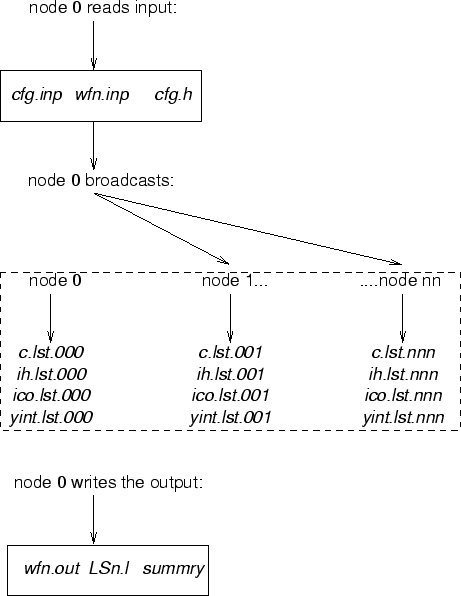 node 0 reads input:
cfg.inp wfn.inp cfg.h
node 0 broadcasts:
node 0 node 1... ....node nn
c.lst.000 c.lst.001 c.lst.nnn
ih.lst.000 ih.lst.001 ih.lst.nnn
ico.lst.000 ico.lst.001 ico.lst.nnn
yint.lst.000 yint.lst.001 yint.lst.nnn
node 0 writes the output:
wfn.out LSn.l summry